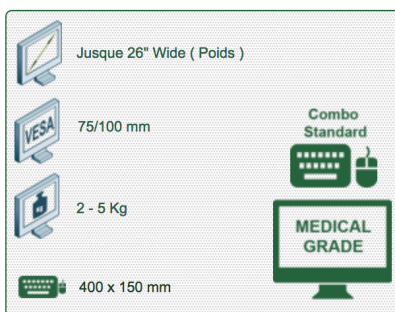 Jusque 26" Wide ( Poids )
VESA
75/100 mm
Combo
Standard
2 - 5 Kg
MEDICAL
GRADE
400 x 150 mm